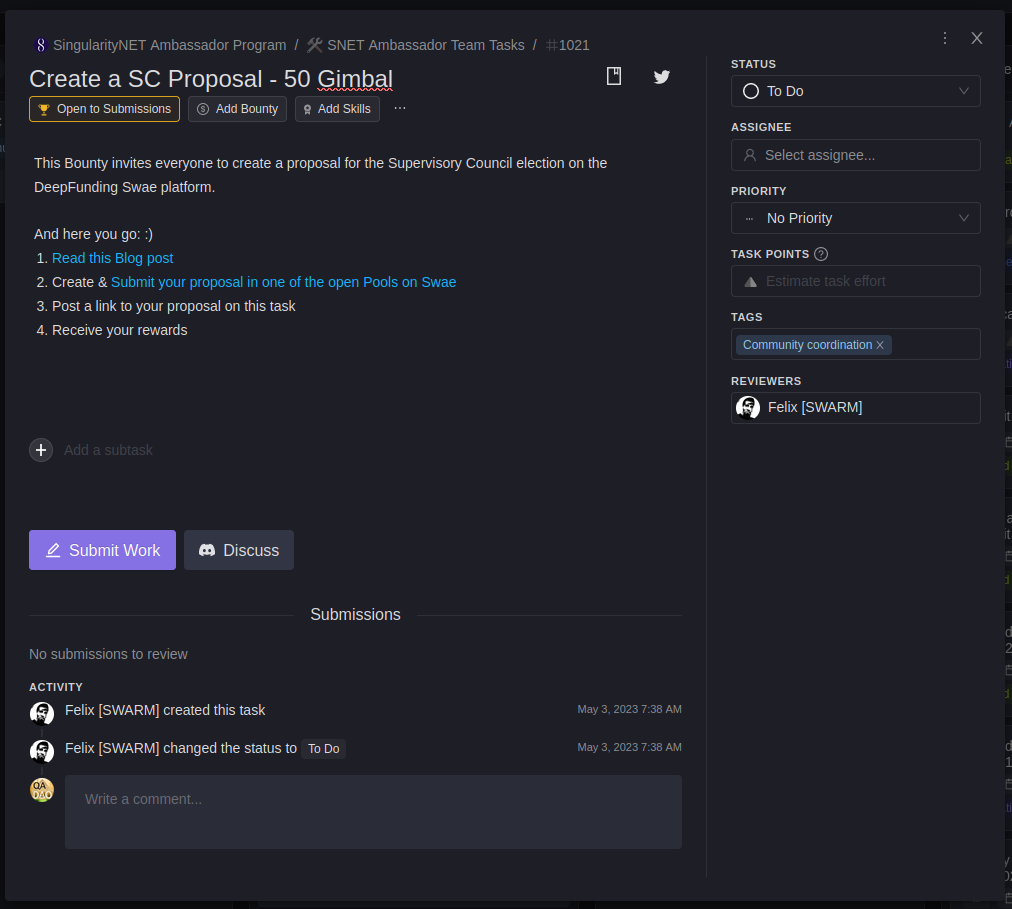 SingularityNET Ambassador Program / SNET Ambassador Team Tasks / #1021
Create a SC Proposal - 50 Gimbal
Open to Submissions Add Bounty Add Skills ...
This Bounty invites everyone to create a proposal for the Supervisory Council election on the
DeepFunding Swae platform.
And here you go: :)
1. Read this Blog post
2. Create & Submit your proposal in one of the open Pools on Swae
3. Post a link to your proposal on this task
4. Receive your rewards
Add a subtask
Submit Work Discuss
Submissions
No submissions to review
ACTIVITY
Felix [SWARM] created this task May 3, 2023 7:38 AM
Felix [SWARM] changed the status to To Do May 3, 2023 7:38 AM
QA
DAO
Write a comment...
STATUS
To Do
ASSIGNEE
Select assignee...
PRIORITY
No Priority
TASK POINTS ?
Estimate task effort
TAGS
Community coordination X
REVIEWERS
Felix [SWARM]